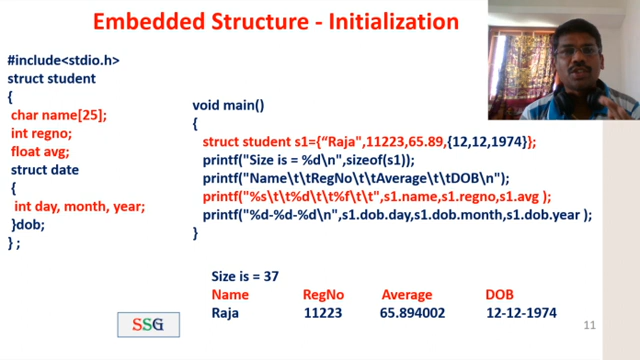 Embedded Structure - Initialization
#include<stdio.h>
struct student
{
char name[25];
int regno;
float avg;
struct date
{
int day, month, year;
}dob;
} ;
void main()
{
struct student s1={“Raja",11223,65.89,{12,12,1974}};
printf("Size is = %d\n",sizeof(s1));
printf("Name\t\tRegNo\t\tAverage\t\tDOB\n");
printf("%s\t\t%d\t\t%f\t\t",s1.name,s1.regno,s1.avg );
printf("%d-%d-%d\n",s1.dob.day,s1.dob.month,s1.dob.year );
}
Size is = 37
Name RegNo Average DOB
Raja 11223 65.894002 12-12-1974
SSG
11